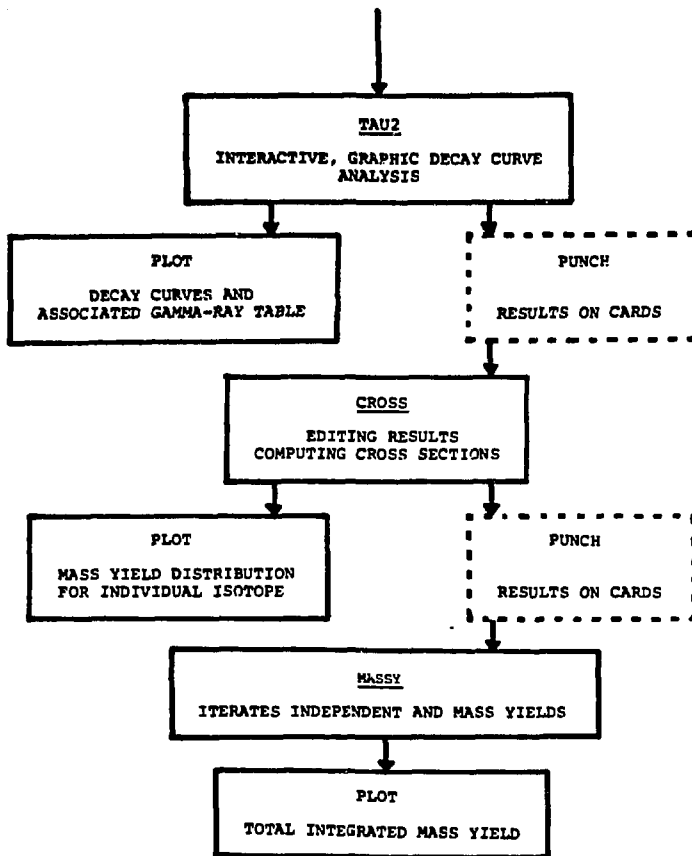 TAU2
INTERACTIVE, GRAPHIC DECAY CURVE
ANALYSIS
PLOT
DECAY CURVES AND
ASSOCIATED GAMMA-RAY TABLE
PUNCH
RESULTS ON CARDS
CROSS
EDITING RESULTS
COMPUTING CROSS SECTIONS
PLOT
MASS YIELD DISTRIBUTION
FOR INDIVIDUAL ISOTOPE
PUNCH
RESULTS ON CARDS
MASSY
ITERATES INDEPENDENT AND MASS YIELDS
PLOT
TOTAL INTEGRATED MASS YIELD